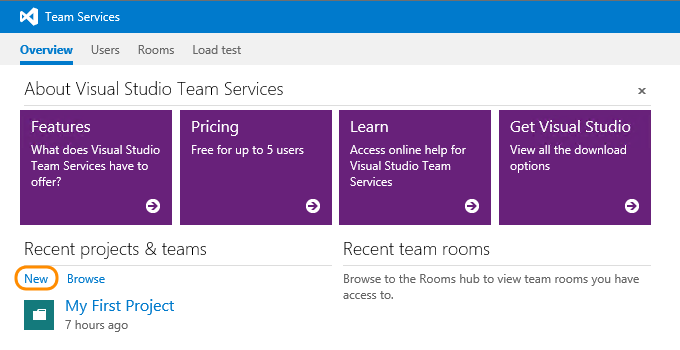 Team Services
Overview Users Rooms Load test
About Visual Studio Team Services ×
Features
What does Visual Studio
Team Services have to
offer?
Pricing
Free for up to 5 users
Learn
Access online help for
Visual Studio Team
Services
Get Visual Studio
View all the download
options
Recent projects & teams
New Browse
My First Project
7 hours ago
Recent team rooms
Browse to the Rooms hub to view team rooms you have
access to.